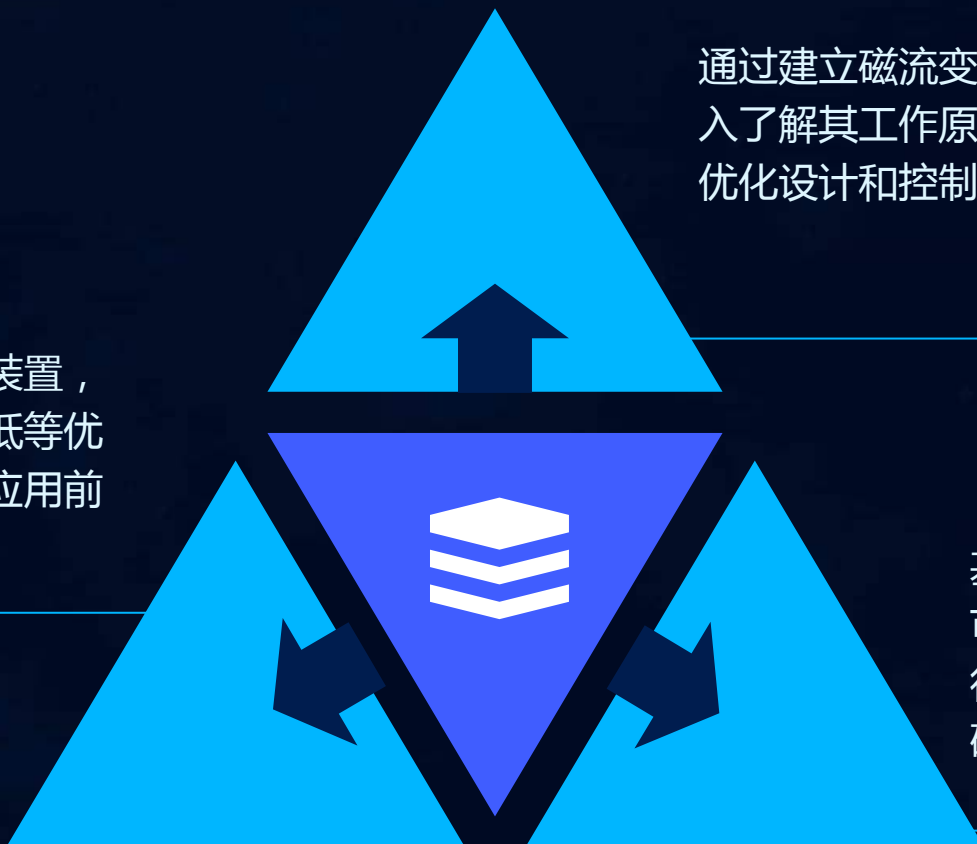 通过建立磁流变
入了解其工作原
优化设计和控制
装置，
低等优
应用前